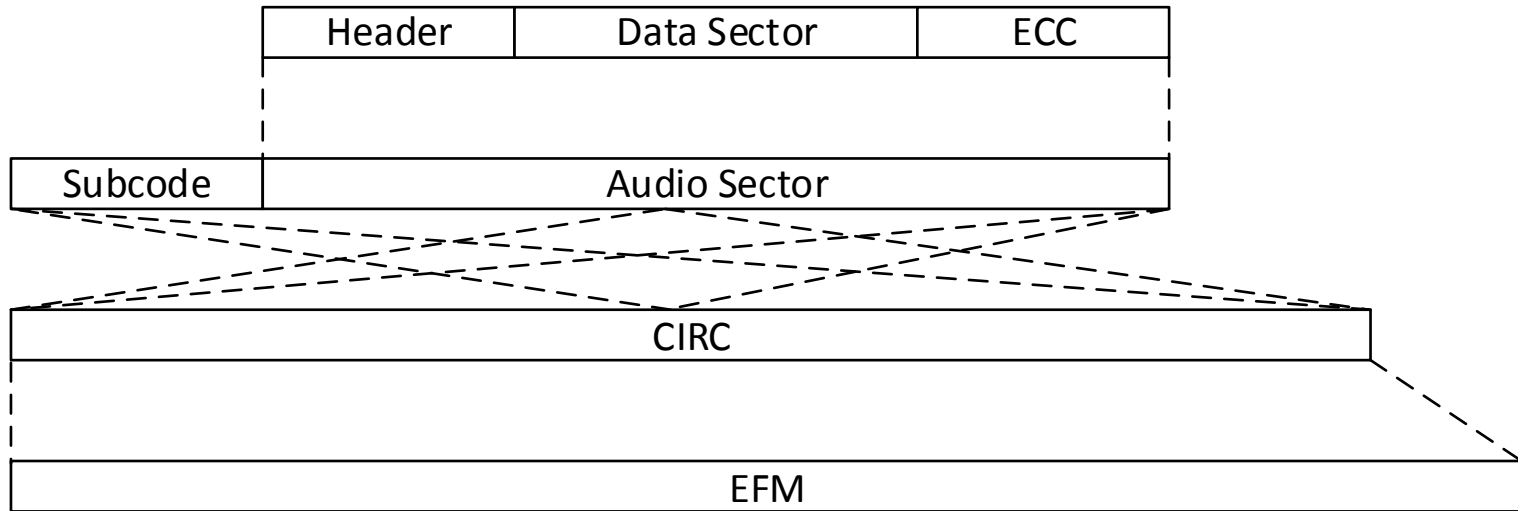 Header Data Sector ECC
Subcode Audio Sector
CIRC
EFM